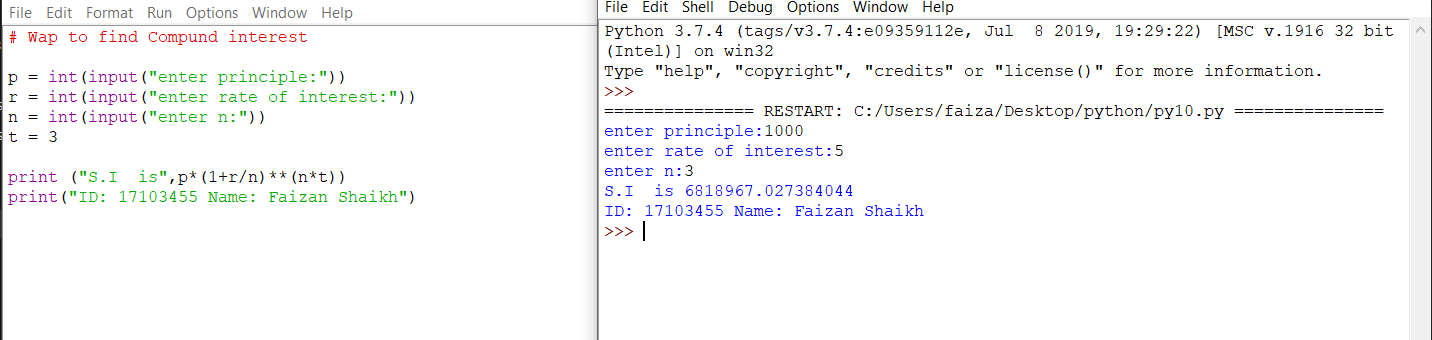 File Edit Format Run Options Window Help
# Wap to find Compund interest
p = int(input("enter principle:"))
r = int(input("enter rate of interest:"))
n = int(input("enter n:"))
t = 3
print ("S.I  is",p*(1+r/n)**(n*t))
print("ID: 17103455 Name: Faizan Shaikh")
File Edit Shell Debug Options Window Help
Python 3.7.4 (tags/v3.7.4:e09359112e, Jul  8 2019, 19:29:22) [MSC v.1916 32 bit
(Intel)] on win32
Type "help", "copyright", "credits" or "license()" for more information.
>>>
=============== RESTART: C:/Users/faiza/Desktop/python/py10.py ===============
enter principle:1000
enter rate of interest:5
enter n:3
S.I  is 6818967.027384044
ID: 17103455 Name: Faizan Shaikh
>>>